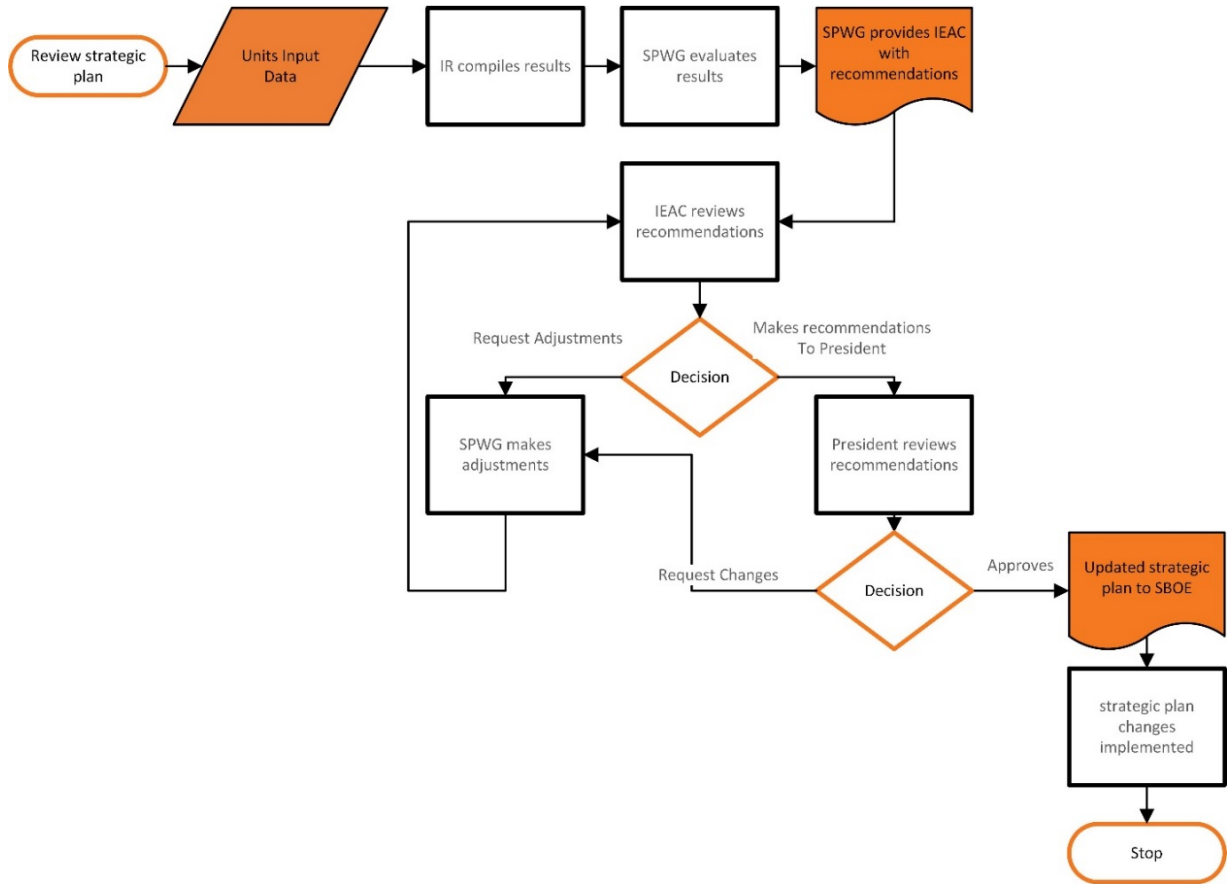 Review strategic
plan
Units Input
Data
IR compiles results
SPWG evaluates
results
SPWG provides IEAC
with
recommendations
IEAC reviews
recommendations
Request Adjustments
Makes recommendations
To President
Decision
SPWG makes
adjustments
President reviews
recommendations
Request Changes
Decision
Approves
Updated strategic
plan to SBOE
strategic plan
changes
implemented
Stop